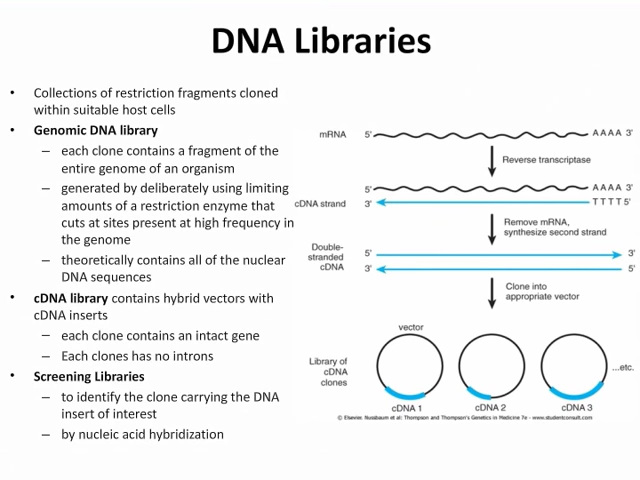 DNA Libraries
• Collections of restriction fragments cloned
within suitable host cells
• Genomic DNA library
– each clone contains a fragment of the
entire genome of an organism
– generated by deliberately using limiting
amounts of a restriction enzyme that
cuts at sites present at high frequency in
the genome
– theoretically contains all of the nuclear
DNA sequences
• cDNA library contains hybrid vectors with
cDNA inserts
– each clone contains an intact gene
– Each clones has no introns
• Screening Libraries
– to identify the clone carrying the DNA
insert of interest
– by nucleic acid hybridization
mRNA 5' AAAA 3'
Reverse transcriptase
5' AAAA 3'
cDNA strand 3' TTTT 5'
Remove mRNA,
synthesize second strand
Double-
stranded
cDNA
5' 3'
3' 5'
Clone into
appropriate vector
vector
Library of
cDNA
clones
...etc.
cDNA 1 cDNA 2 cDNA 3
© Elsevier. Nussbaum et al: Thompson and Thompson's Genetics in Medicine 7e - www.studentconsult.com